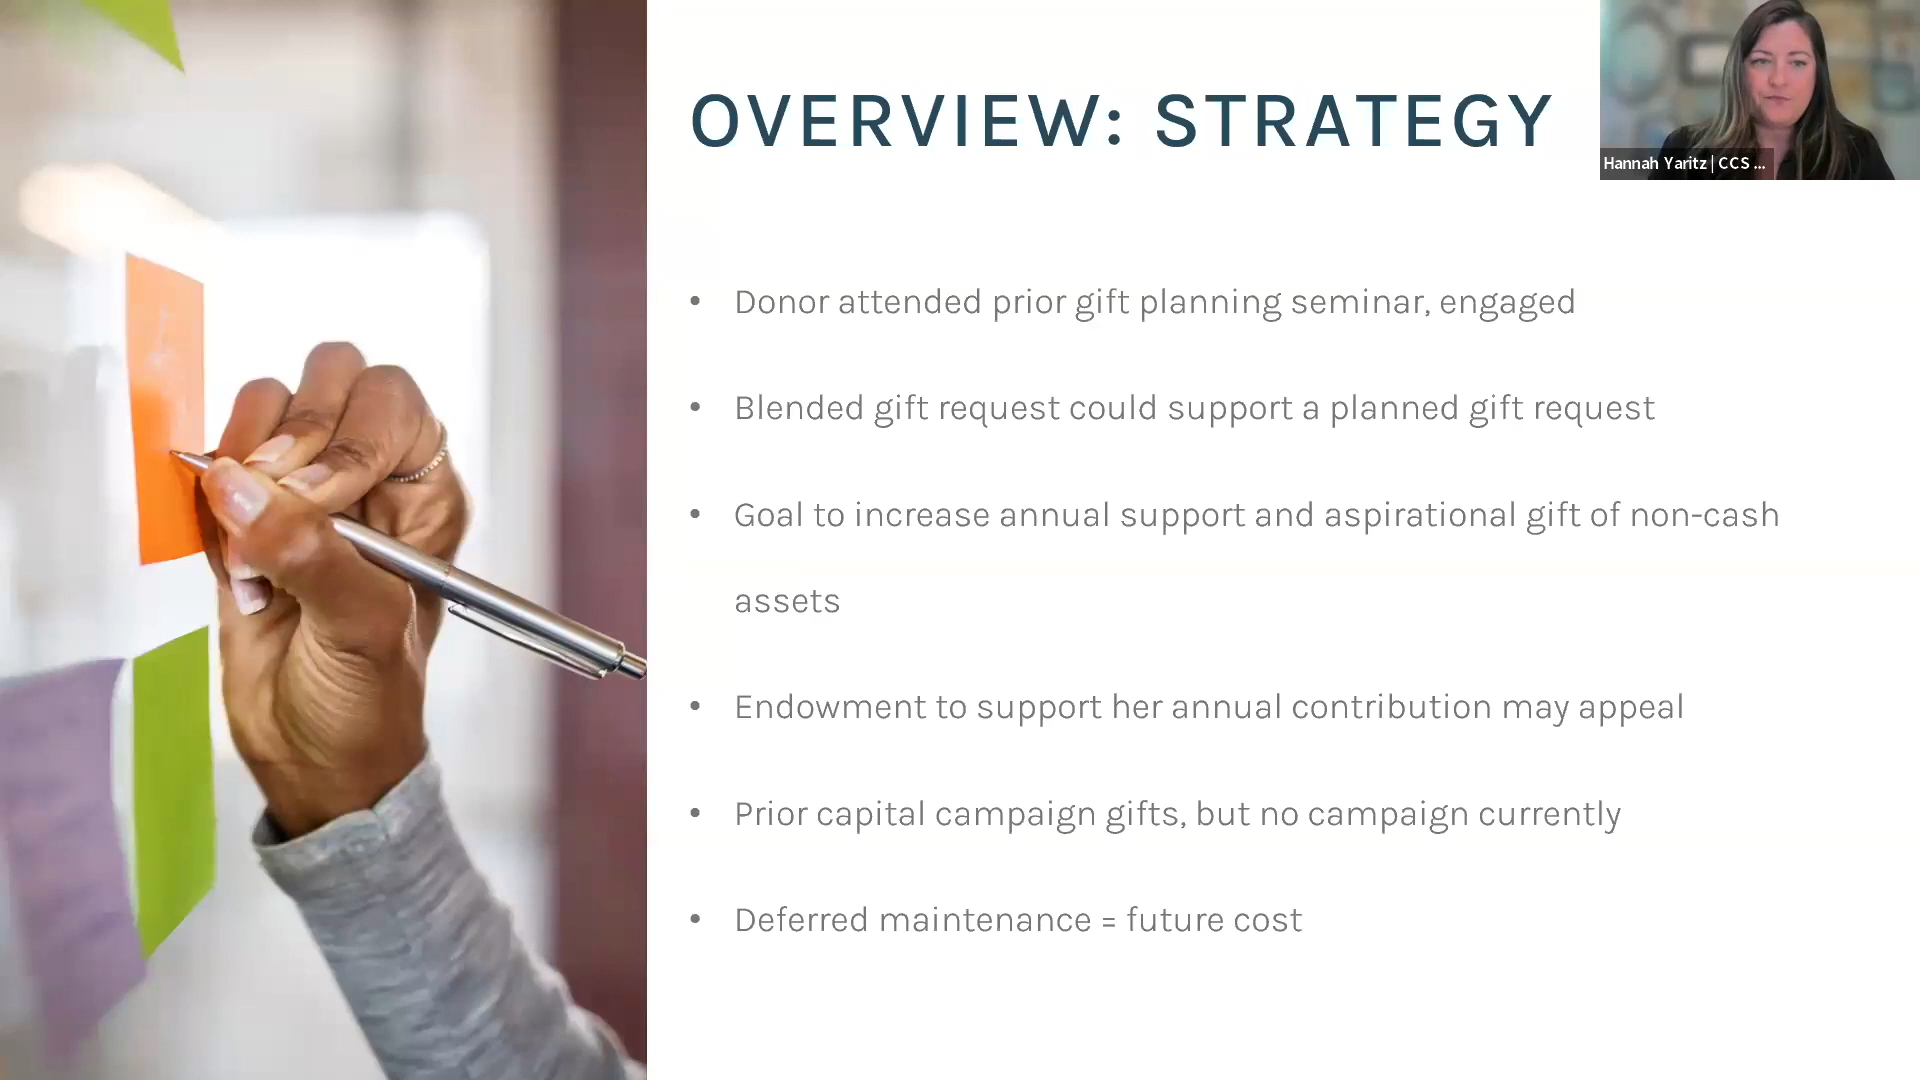 OVERVIEW: STRATEGY
Hannah Yaritz | CCS ...
• Donor attended prior gift planning seminar, engaged
• Blended gift request could support a planned gift request
• Goal to increase annual support and aspirational gift of non-cash
assets
• Endowment to support her annual contribution may appeal
• Prior capital campaign gifts, but no campaign currently
• Deferred maintenance = future cost